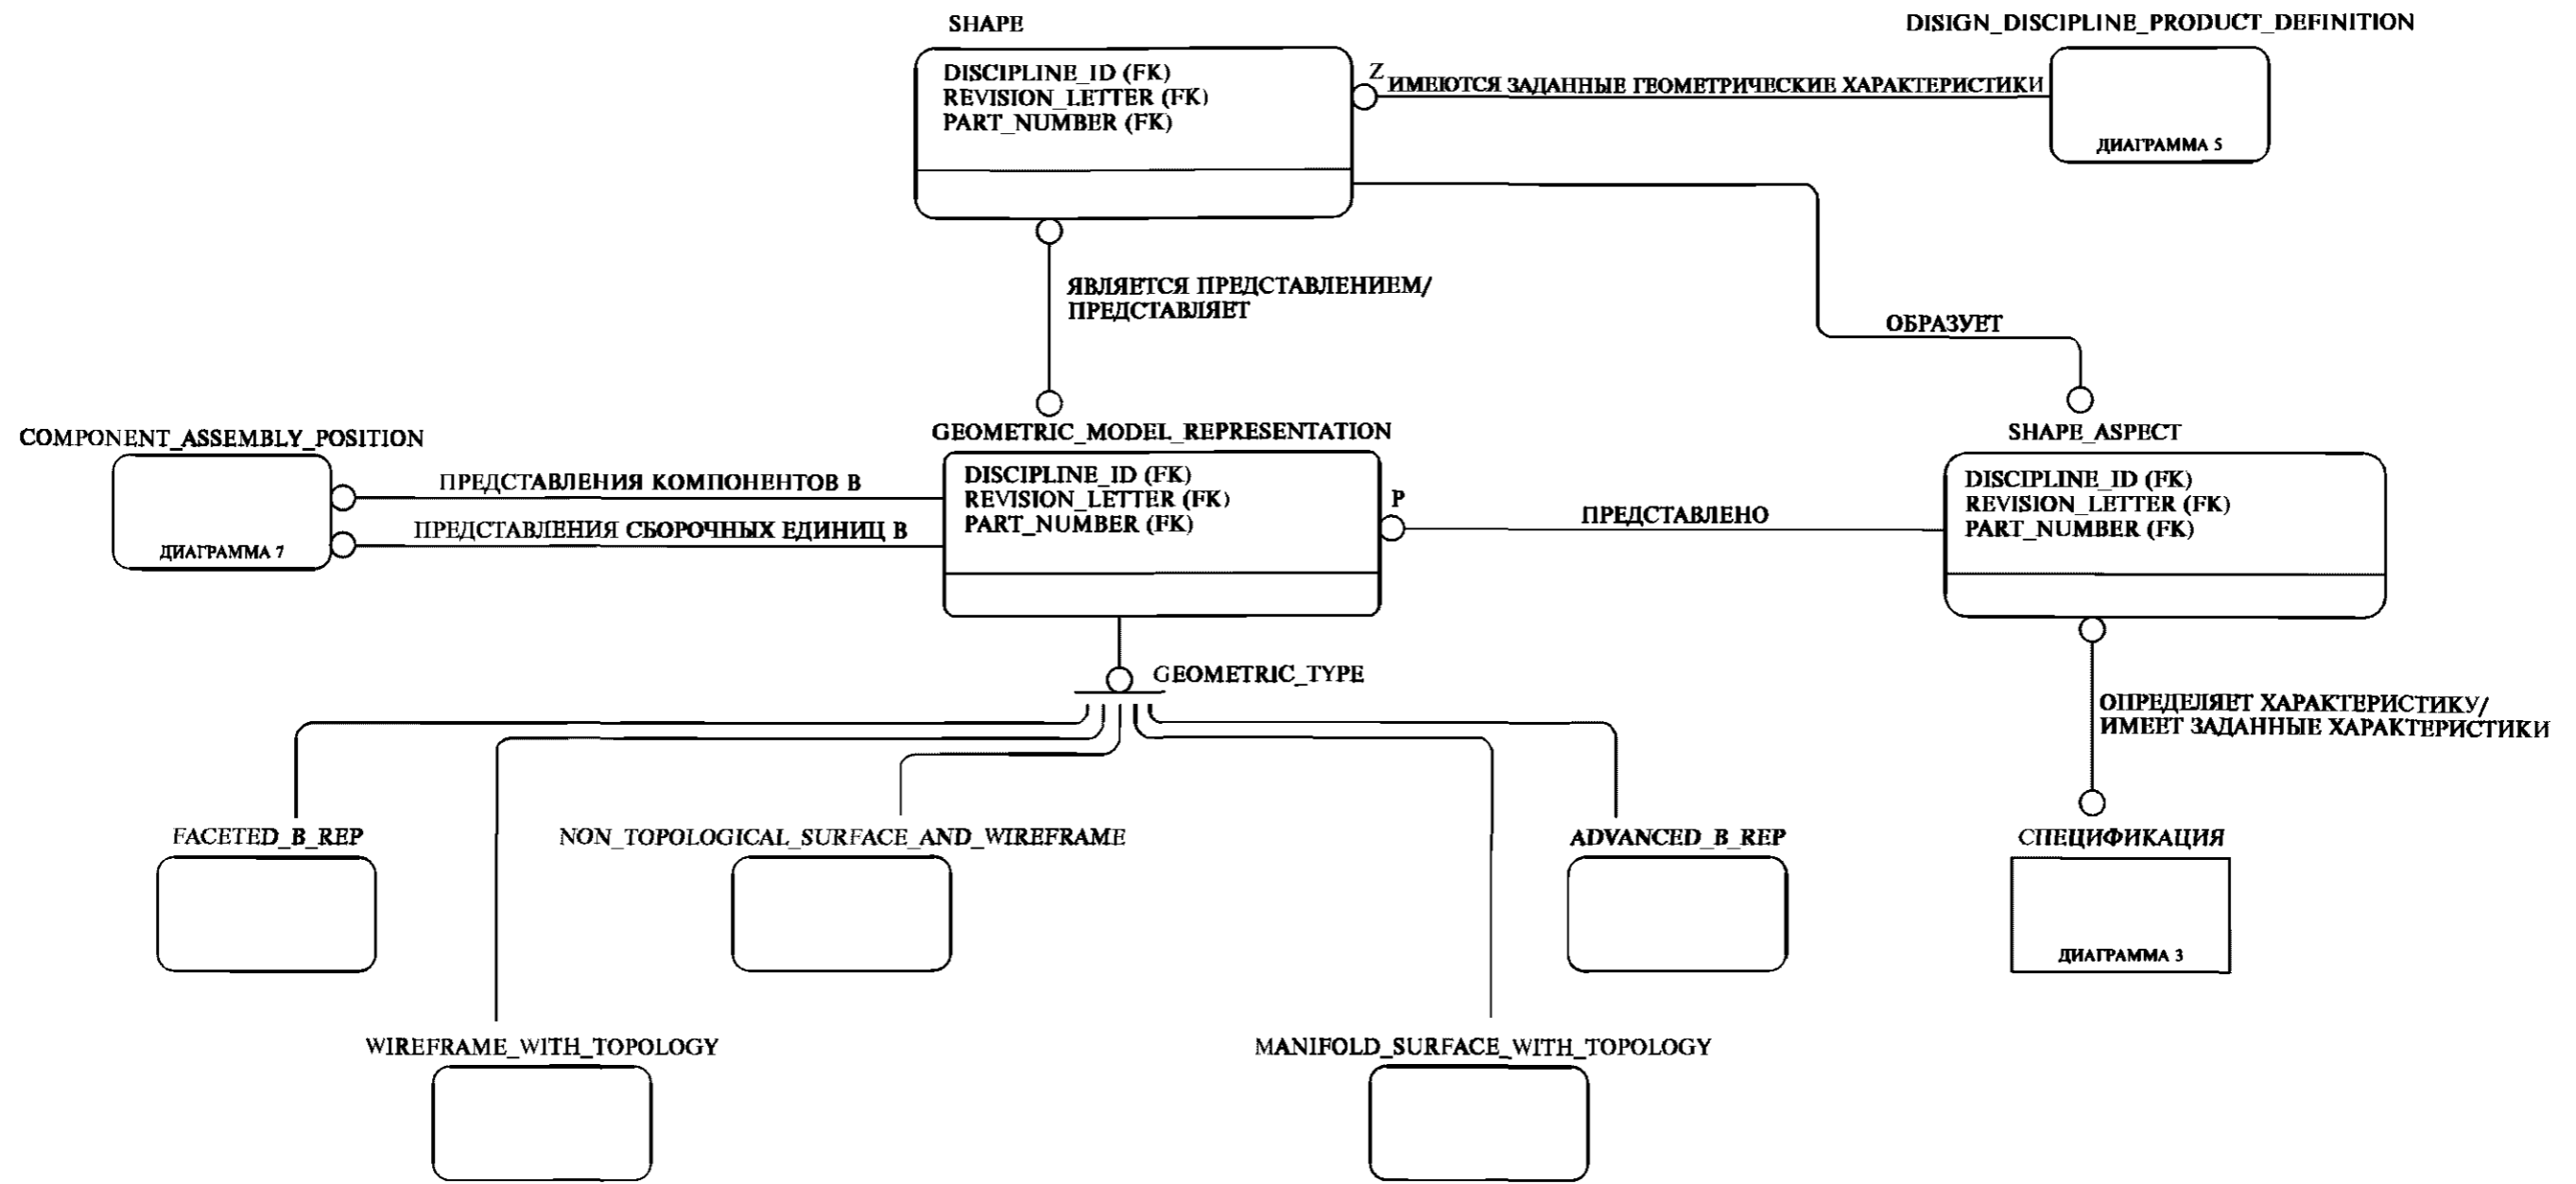 SHAPE
DISIGN_DISCIPLINE_PRODUCT_DEFINITION
DISCIPLINE_ID (FK)
REVISION_LETTER (FK)
PART_NUMBER (FK)
Z
ИМЕЮТСЯ ЗАДАННЫЕ ГЕОМЕТРИЧЕСКИЕ ХАРАКТЕРИСТИКИ
ДИАГРАММА 5
ЯВЛЯЕТСЯ ПРЕДСТАВЛЕНИЕМ/
ПРЕДСТАВЛЯЕТ
ОБРАЗУЕТ
COMPONENT_ASSEMBLY_POSITION
ДИАГРАММА 7
ПРЕДСТАВЛЕНИЯ КОМПОНЕНТОВ В
ПРЕДСТАВЛЕНИЯ СБОРОЧНЫХ ЕДИНИЦ В
GEOMETRIC_MODEL_REPRESENTATION
DISCIPLINE_ID (FK)
REVISION_LETTER (FK)
PART_NUMBER (FK)
P
ПРЕДСТАВЛЕНО
SHAPE_ASPECT
DISCIPLINE_ID (FK)
REVISION_LETTER (FK)
PART_NUMBER (FK)
GEOMETRIC_TYPE
ОПРЕДЕЛЯЕТ ХАРАКТЕРИСТИКУ/
ИМЕЕТ ЗАДАННЫЕ ХАРАКТЕРИСТИКИ
FACETED_B_REP
NON_TOPOLOGICAL_SURFACE_AND_WIREFRAME
ADVANCED_B_REP
СПЕЦИФИКАЦИЯ
ДИАГРАММА 3
WIREFRAME_WITH_TOPOLOGY
MANIFOLD_SURFACE_WITH_TOPOLOGY